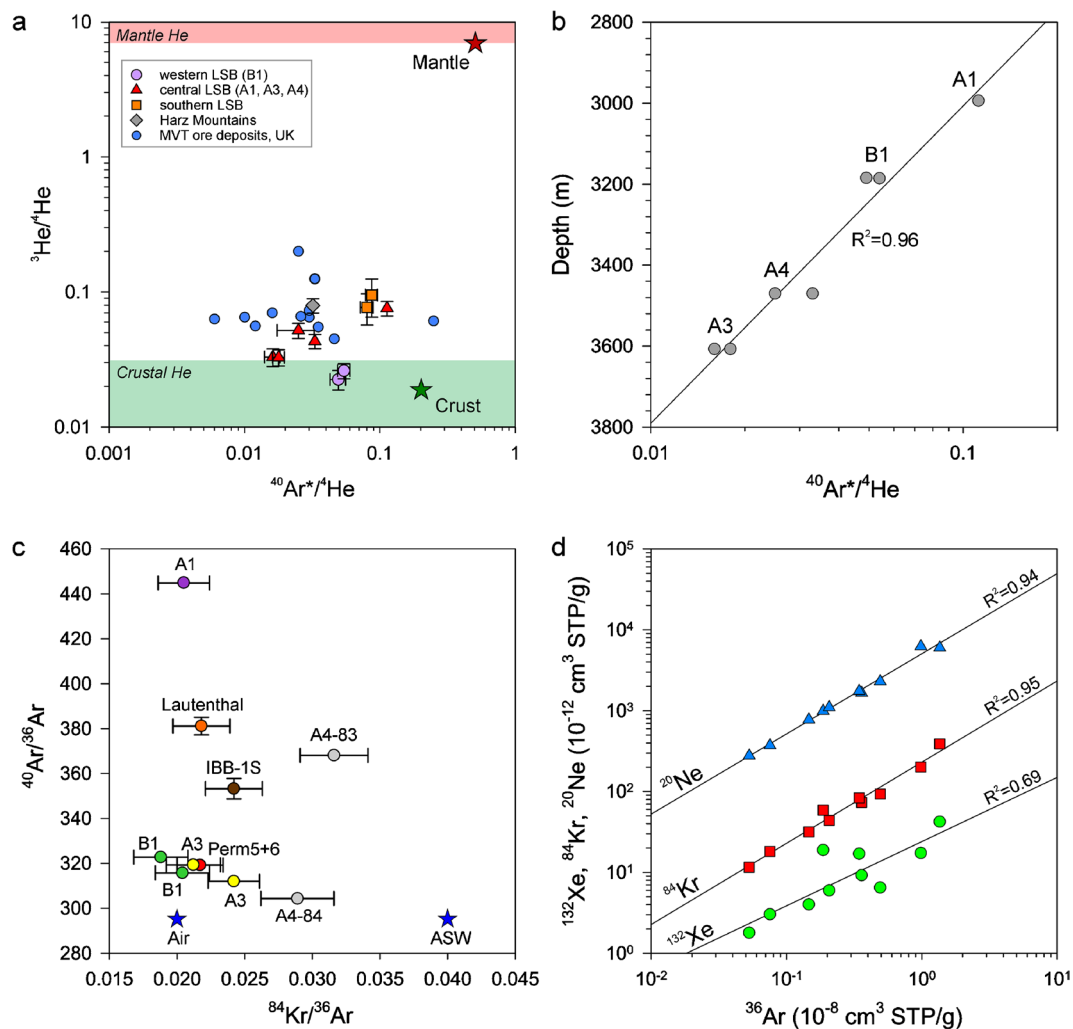 a
10
Mantle He
Mantle
western LSB (B1)
central LSB (A1, A3, A4)
southern LSB
Harz Mountains
MVT ore deposits, UK
1
0.1
Crustal He
Crust
0.01
0.001
0.01
0.1
1
³He/⁴He
⁴⁰Ar*/⁴He
b
2800
3000
3200
3400
3600
3800
Depth (m)
A1
B1
R²=0.96
A4
A3
0.01
0.1
⁴⁰Ar*/⁴He
c
460
440
420
400
380
360
340
320
300
280
⁴⁰Ar/³⁶Ar
A1
Lautenthal
A4-83
IBB-1S
B1
A3
Perm5+6
B1
A3
A4-84
Air
ASW
0.015
0.020
0.025
0.030
0.035
0.040
0.045
⁸⁴Kr/³⁶Ar
d
10⁵
10⁴
10³
10²
10¹
10⁰
¹³²Xe, ⁸⁴Kr, ²⁰Ne (10⁻¹² cm³ STP/g)
R²=0.94
R²=0.95
R²=0.69
²⁰Ne
⁸⁴Kr
¹³²Xe
10⁻²
10⁻¹
10⁰
10¹
³⁶Ar (10⁻⁸ cm³ STP/g)